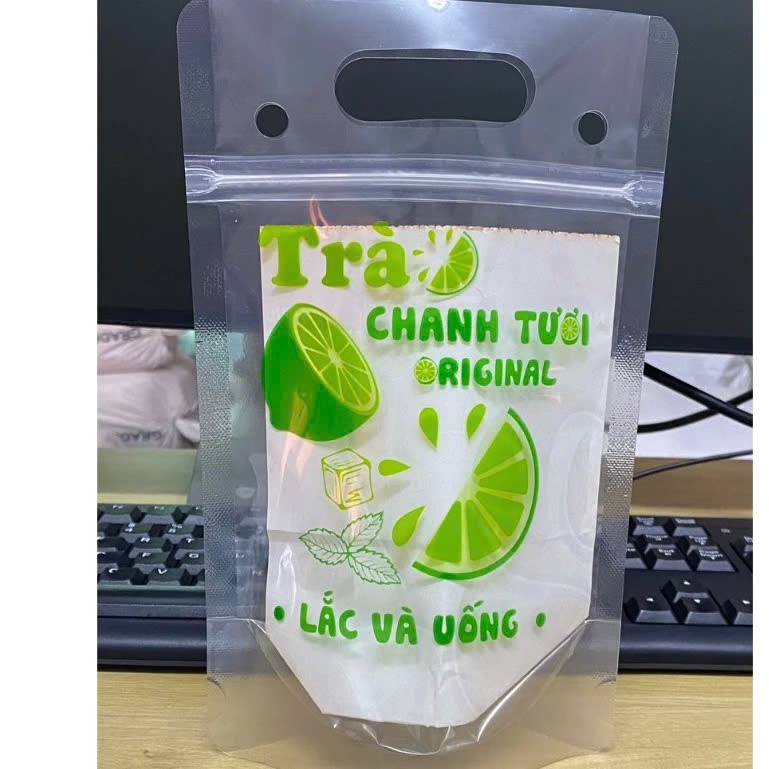 Trà
CHANH TƯƠI
ORIGINAL
• LẮC VÀ UỐNG •